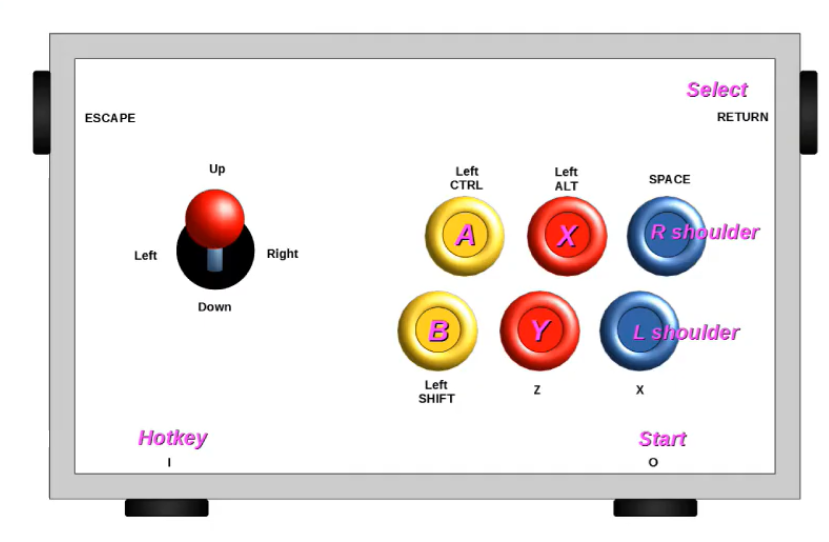 Select
ESCAPE
RETURN
Up
Left
CTRL
Left
ALT
SPACE
A
X
R shoulder
Left
Right
Down
B
Y
L shoulder
Left
SHIFT
Z
X
Hotkey
Start
I
O